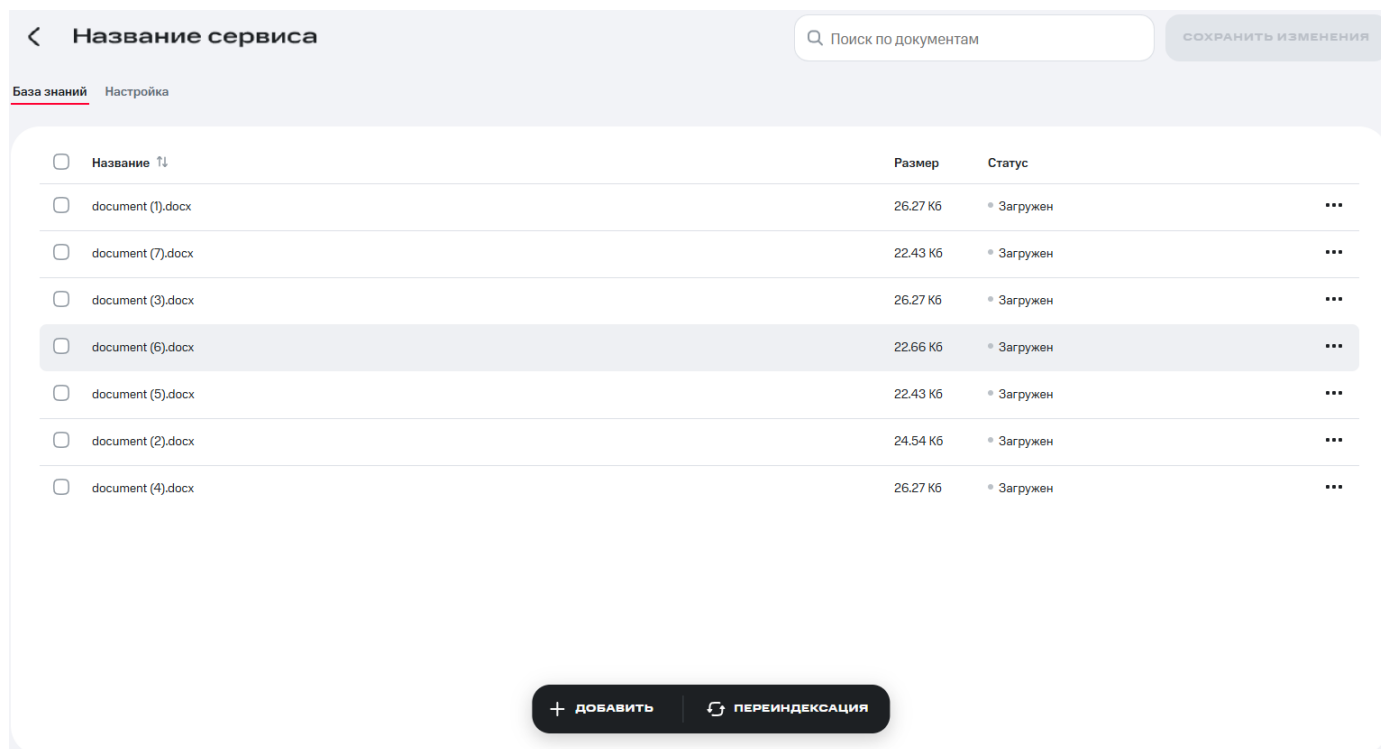 Название сервиса
Поиск по документам
СОХРАНИТЬ ИЗМЕНЕНИЯ
База знаний Настройка
Название Размер Статус
document (1).docx 26.27 Кб Загружен
document (7).docx 22.43 Кб Загружен
document (3).docx 26.27 Кб Загружен
document (6).docx 22.66 Кб Загружен
document (5).docx 22.43 Кб Загружен
document (2).docx 24.54 Кб Загружен
document (4).docx 26.27 Кб Загружен
ДОБАВИТЬ ПЕРЕИНДЕКСАЦИЯ